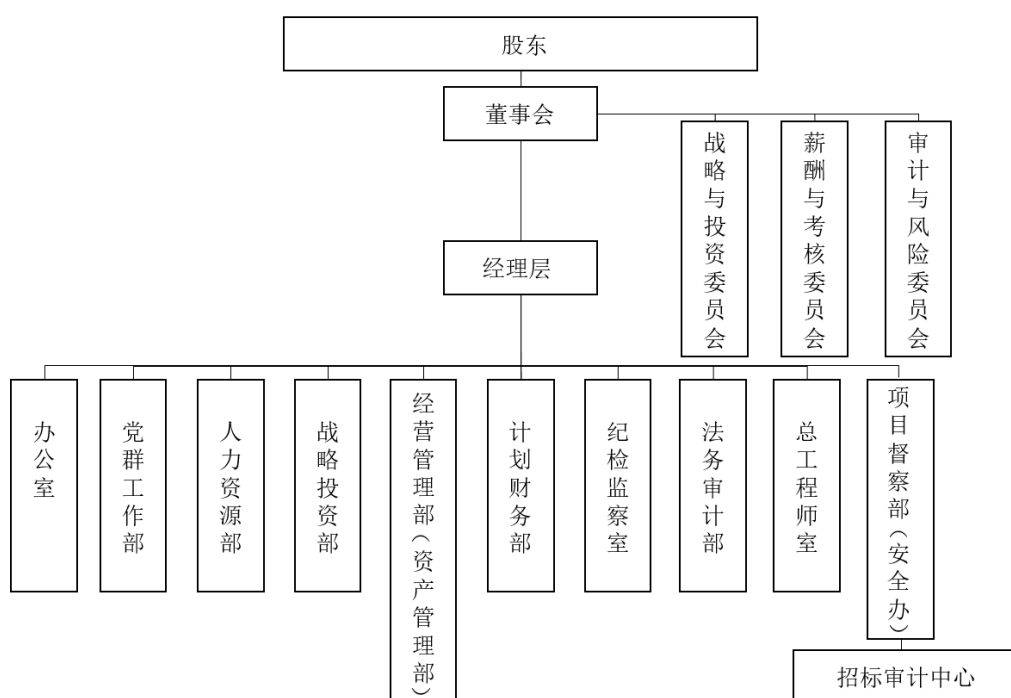 股东
董事会
战略与投资委员会
薪酬与考核委员会
审计与风险委员会
经理层
办公室
党群工作部
人力资源部
战略投资部
经营管理部(资产管理部)
计划财务部
纪检监察室
法务审计部
总工程师室
项目督察部(安全办)
招标审计中心